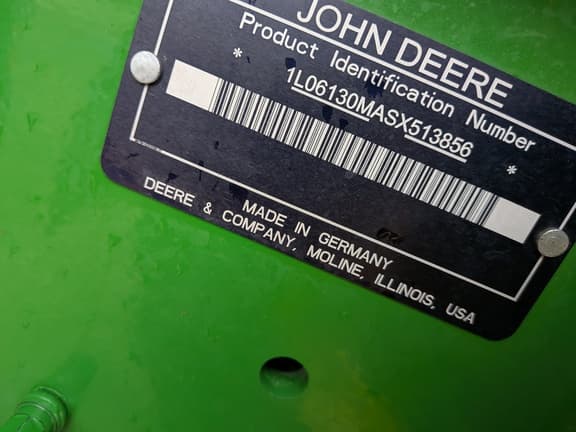 JOHN DEERE
Product Identification Number
* 1L06130MASX513856 *
MADE IN GERMANY
DEERE & COMPANY, MOLINE, ILLINOIS, USA